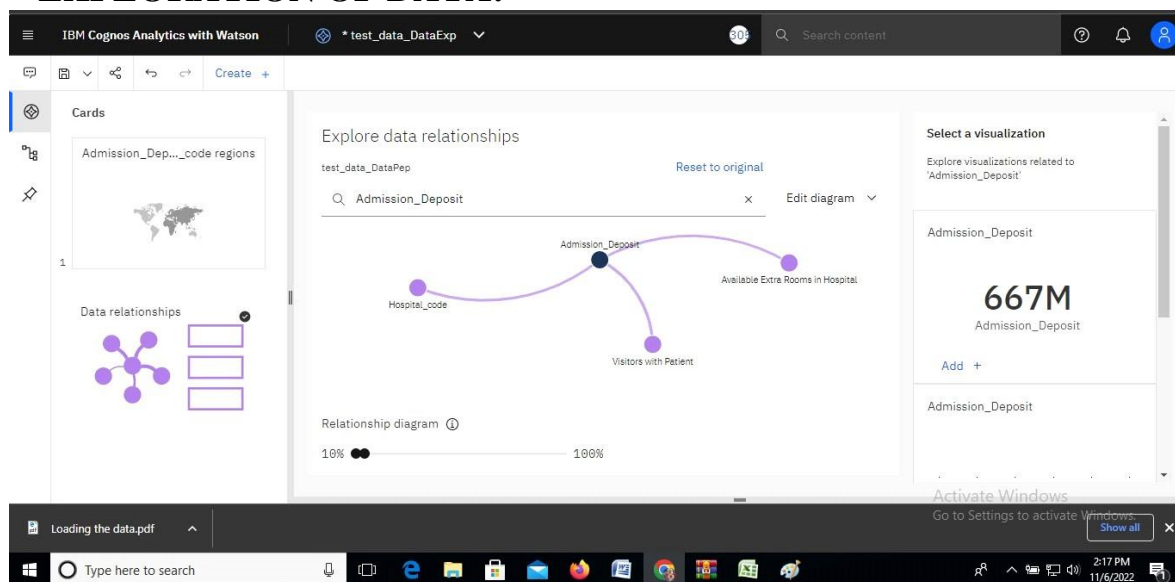 EXPLORATION OF DATA:
IBM Cognos Analytics with Watson
* test_data_DataExp
Search content
Create +
Cards
Admission_Dep..._code regions
1
Data relationships
Explore data relationships
test_data_DataPep
Reset to original
Admission_Deposit
×
Edit diagram
Admission_Deposit
Hospital_code
Available Extra Rooms in Hospital
Visitors with Patient
Relationship diagram
10%
100%
Select a visualization
Explore visualizations related to
'Admission_Deposit'
Admission_Deposit
667M
Admission_Deposit
Add +
Admission_Deposit
Activate Windows
Go to Settings to activate Windows.
Loading the data.pdf
Show all
Type here to search
2:17 PM
11/6/2022